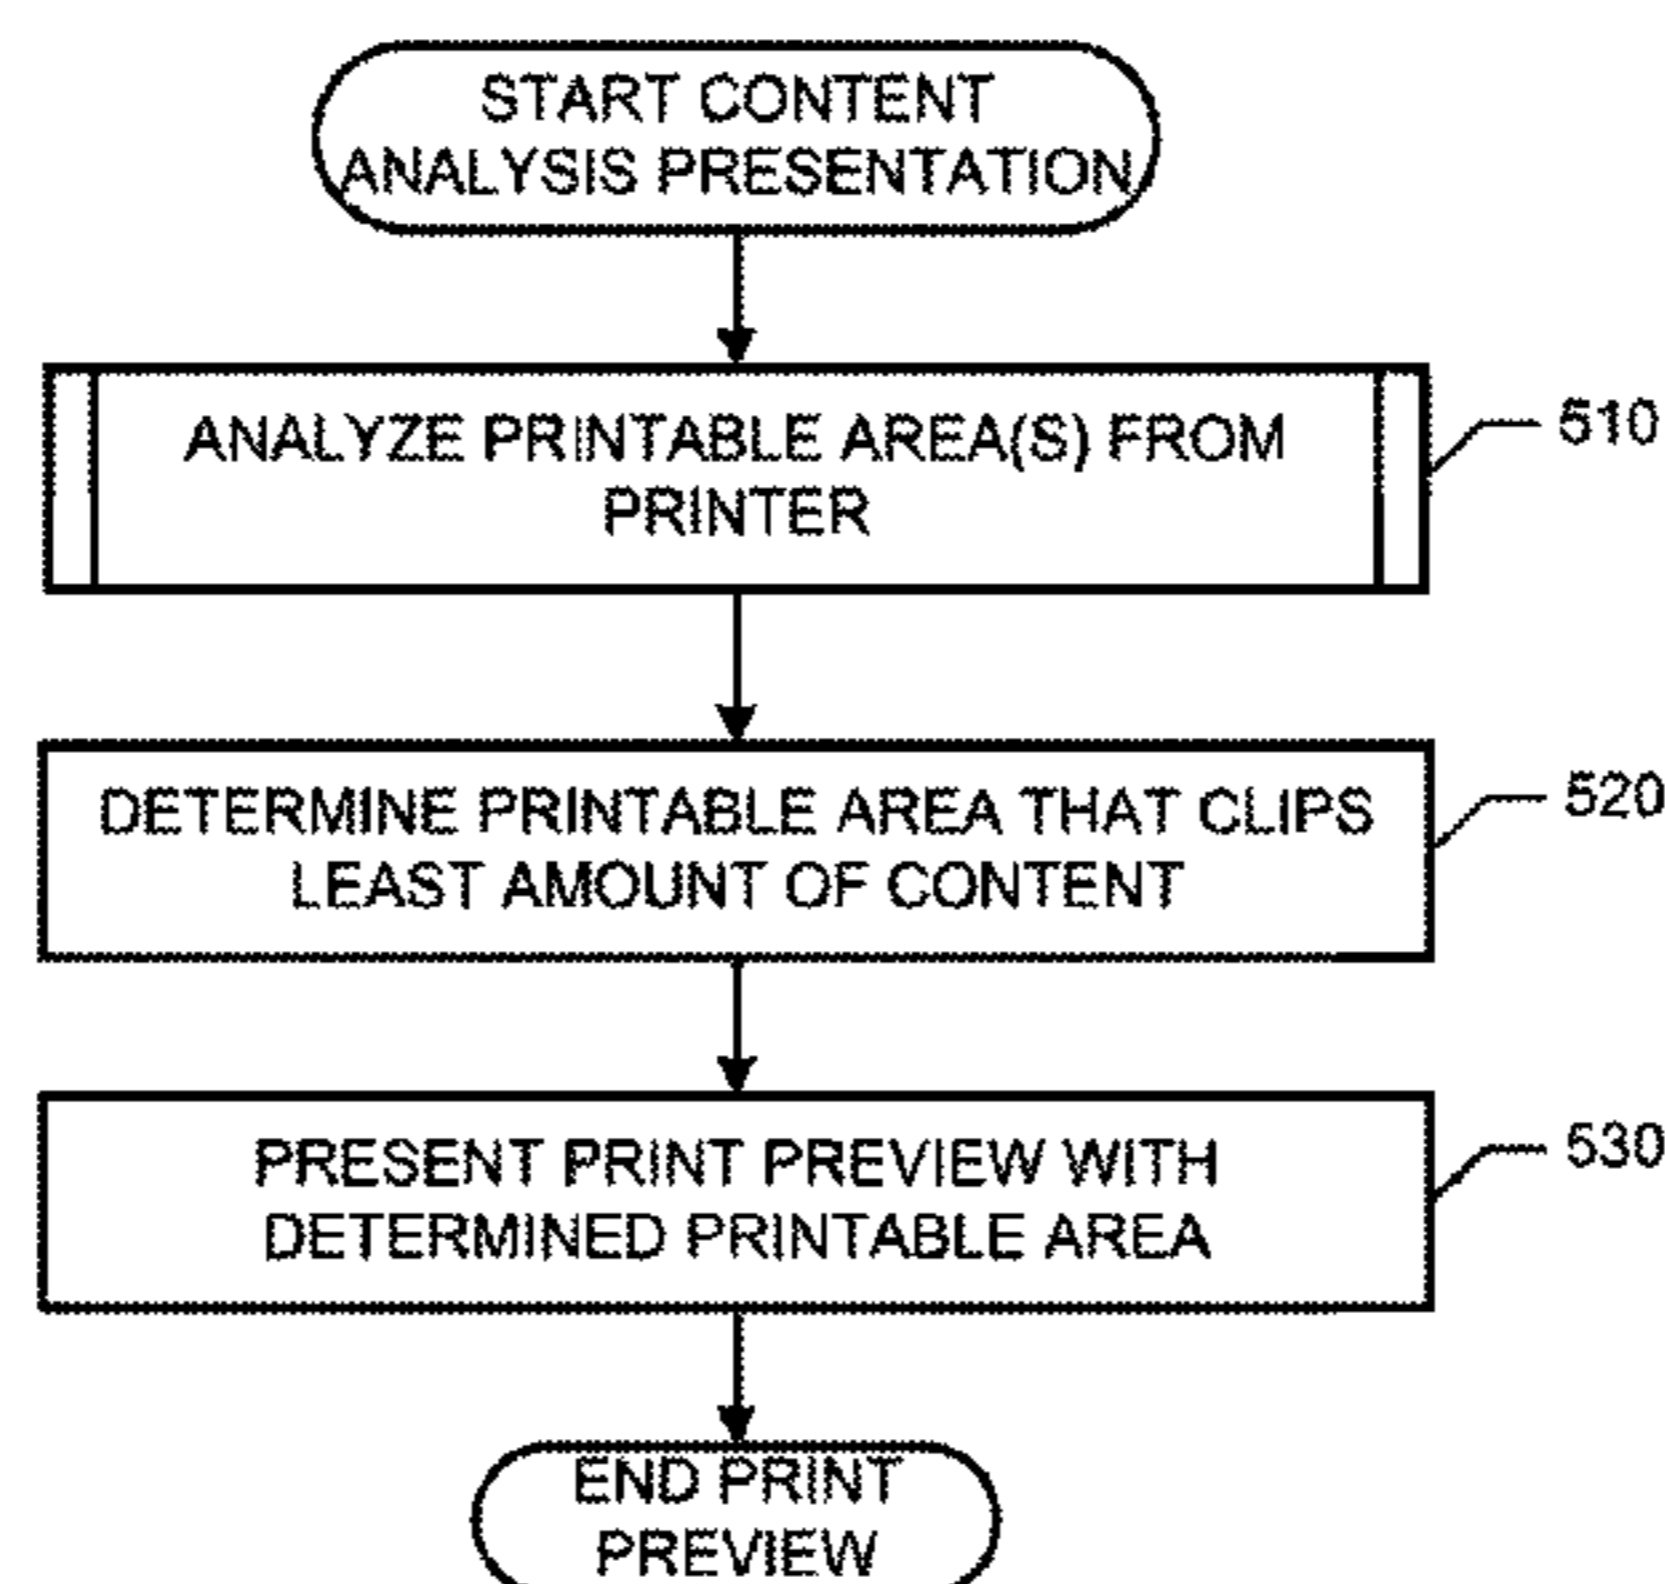 START CONTENT
ANALYSIS PRESENTATION
ANALYZE PRINTABLE AREA(S) FROM
PRINTER
510
DETERMINE PRINTABLE AREA THAT CLIPS
LEAST AMOUNT OF CONTENT
520
PRESENT PRINT PREVIEW WITH
DETERMINED PRINTABLE AREA
530
END PRINT
PREVIEW